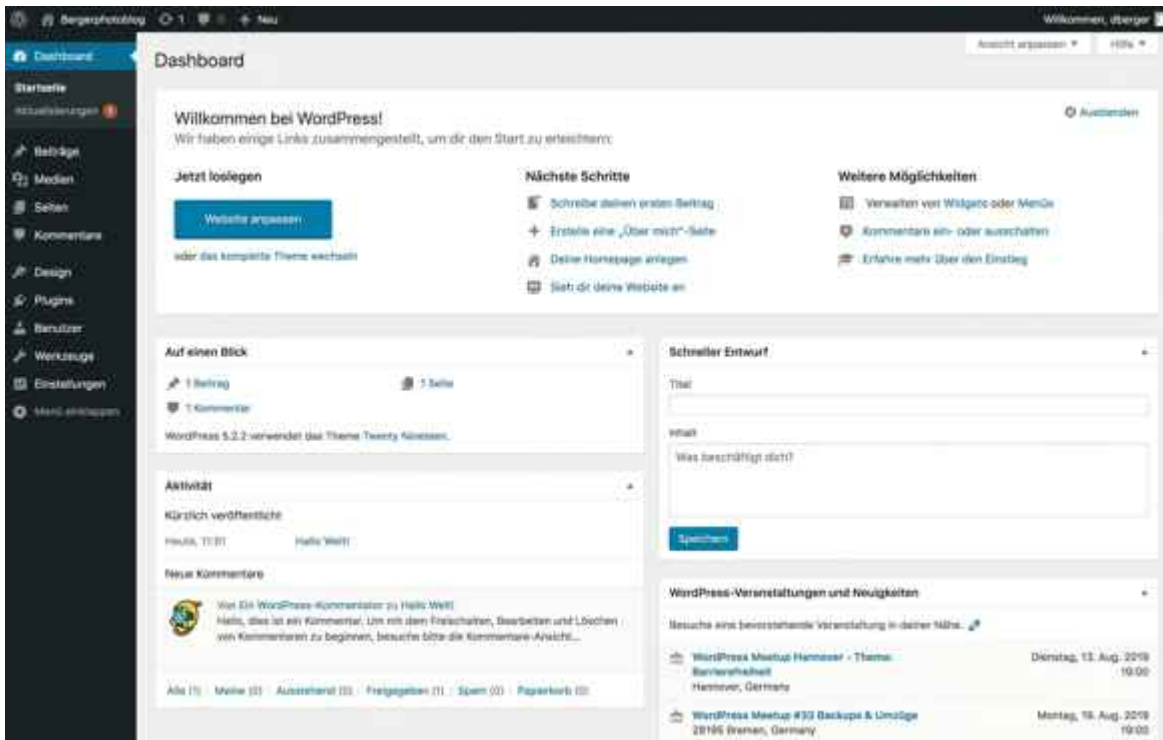 Bergerphotoblog 1 0 + Neu
Willkommen, dberger
Ansicht anpassen
Hilfe
Dashboard
Startseite
Aktualisierungen 1
Beiträge
Medien
Seiten
Kommentare
Design
Plugins
Benutzer
Werkzeuge
Einstellungen
Menü einklappen
Dashboard
Willkommen bei WordPress!
Wir haben einige Links zusammengestellt, um dir den Start zu erleichtern:
Ausblenden
Jetzt loslegen
Website anpassen
oder das komplette Theme wechseln
Nächste Schritte
Schreibe deinen ersten Beitrag
Erstelle eine „Über mich“-Seite
Deine Homepage anlegen
Sieh dir deine Website an
Weitere Möglichkeiten
Verwalten von Widgets oder Menüs
Kommentare ein- oder ausschalten
Erfahre mehr über den Einstieg
Auf einen Blick
1 Beitrag
1 Seite
1 Kommentar
WordPress 5.2.2 verwendet das Theme Twenty Nineteen.
Aktivität
Kürzlich veröffentlicht
Heute, 11:01 Hallo Welt!
Neue Kommentare
Von Ein WordPress-Kommentator zu Hallo Welt!
Hallo, dies ist ein Kommentar. Um mit dem Freischalten, Bearbeiten und Löschen
von Kommentaren zu beginnen, besuche bitte die Kommentare-Ansicht...
Alle (1) | Meine (0) | Ausstehend (0) | Freigegeben (1) | Spam (0) | Papierkorb (0)
Schneller Entwurf
Titel
Inhalt
Was beschäftigt dich?
Speichern
WordPress-Veranstaltungen und Neuigkeiten
Besuche eine bevorstehende Veranstaltung in deiner Nähe.
WordPress Meetup Hannover - Thema:
Barrierefreiheit
Hannover, Germany
Dienstag, 13. Aug. 2019
19:00
WordPress Meetup #33 Backups & Umzüge
28195 Bremen, Germany
Montag, 19. Aug. 2019
19:00